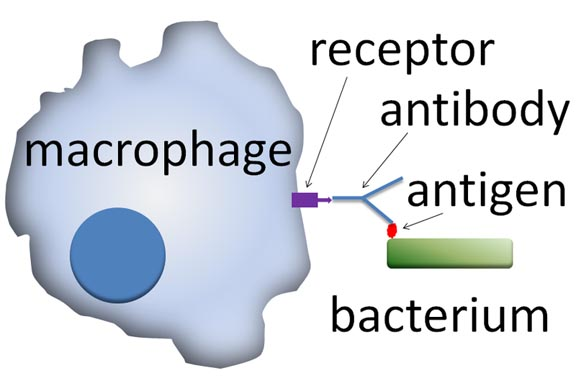 receptor
antibody
macrophage
antigen
bacterium